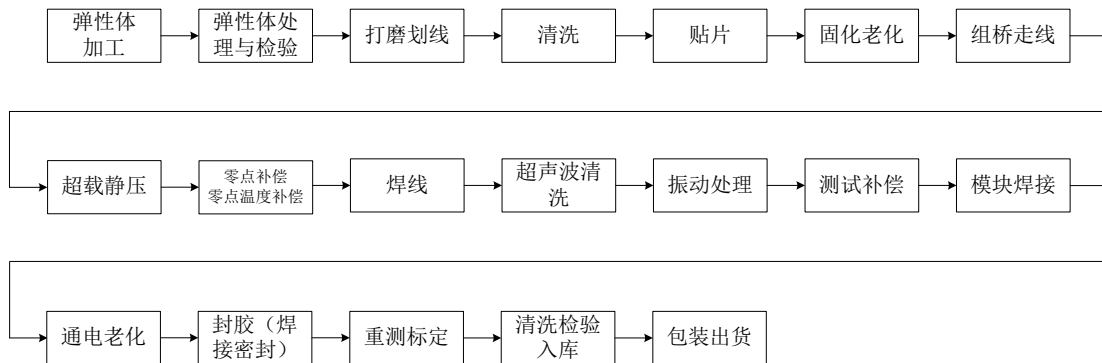 弹性体
加工
弹性体处
理与检验
打磨划线
清洗
贴片
固化老化
组桥走线
超载静压
零点补偿
零点温度补偿
焊线
超声波清
洗
振动处理
测试补偿
模块焊接
通电老化
封胶（焊
接密封）
重测标定
清洗检验
入库
包装出货